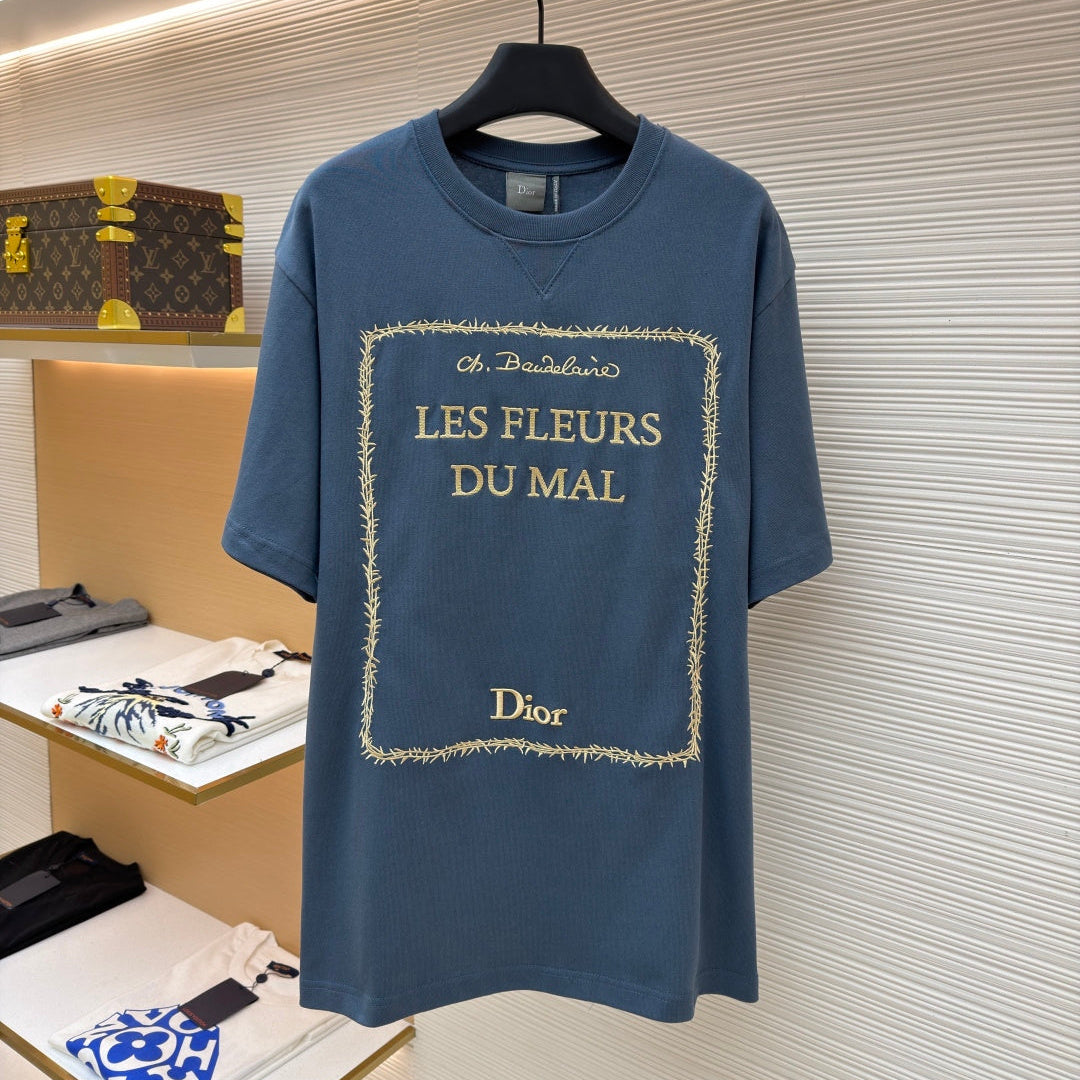 Dior
Ch. Baudelaire
LES FLEURS
DU MAL
Dior